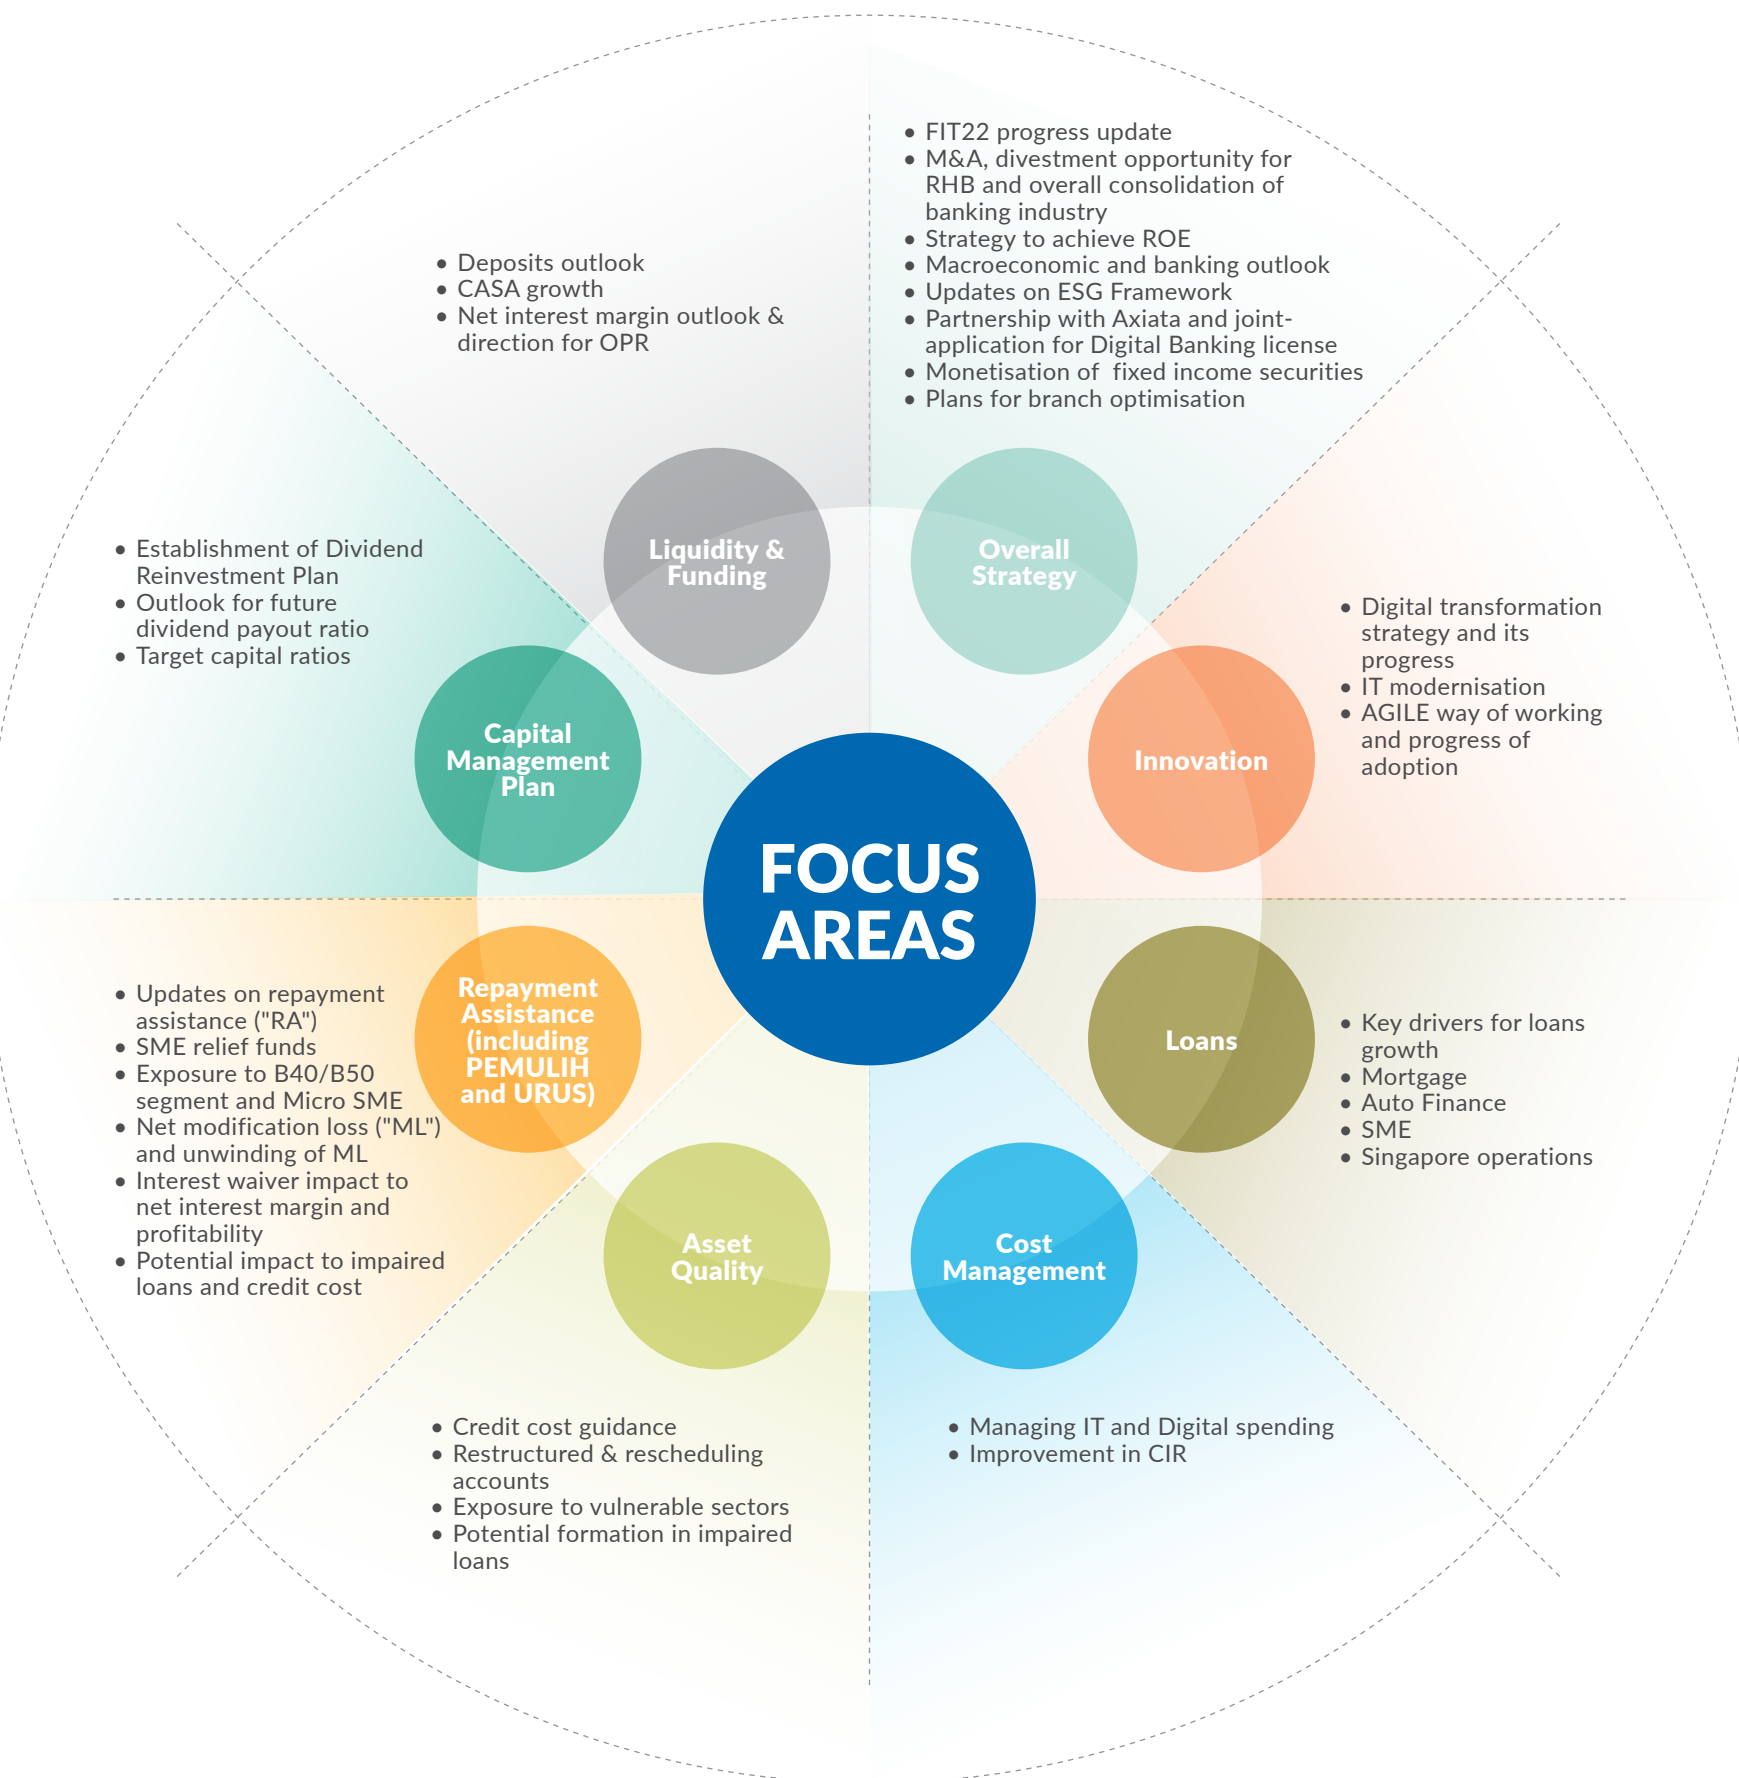 FOCUS
AREAS
Overall
Strategy
• FIT22 progress update
• M&A, divestment opportunity for
RHB and overall consolidation of
banking industry
• Strategy to achieve ROE
• Macroeconomic and banking outlook
• Updates on ESG Framework
• Partnership with Axiata and joint-
application for Digital Banking license
• Monetisation of fixed income securities
• Plans for branch optimisation
Innovation
• Digital transformation
strategy and its
progress
• IT modernisation
• AGILE way of working
and progress of
adoption
Loans
• Key drivers for loans
growth
• Mortgage
• Auto Finance
• SME
• Singapore operations
Cost
Management
• Managing IT and Digital spending
• Improvement in CIR
Asset
Quality
• Credit cost guidance
• Restructured & rescheduling
accounts
• Exposure to vulnerable sectors
• Potential formation in impaired
loans
Repayment
Assistance
(including
PEMULIH
and URUS)
• Updates on repayment
assistance ("RA")
• SME relief funds
• Exposure to B40/B50
segment and Micro SME
• Net modification loss ("ML")
and unwinding of ML
• Interest waiver impact to
net interest margin and
profitability
• Potential impact to impaired
loans and credit cost
Capital
Management
Plan
• Establishment of Dividend
Reinvestment Plan
• Outlook for future
dividend payout ratio
• Target capital ratios
Liquidity &
Funding
• Deposits outlook
• CASA growth
• Net interest margin outlook &
direction for OPR